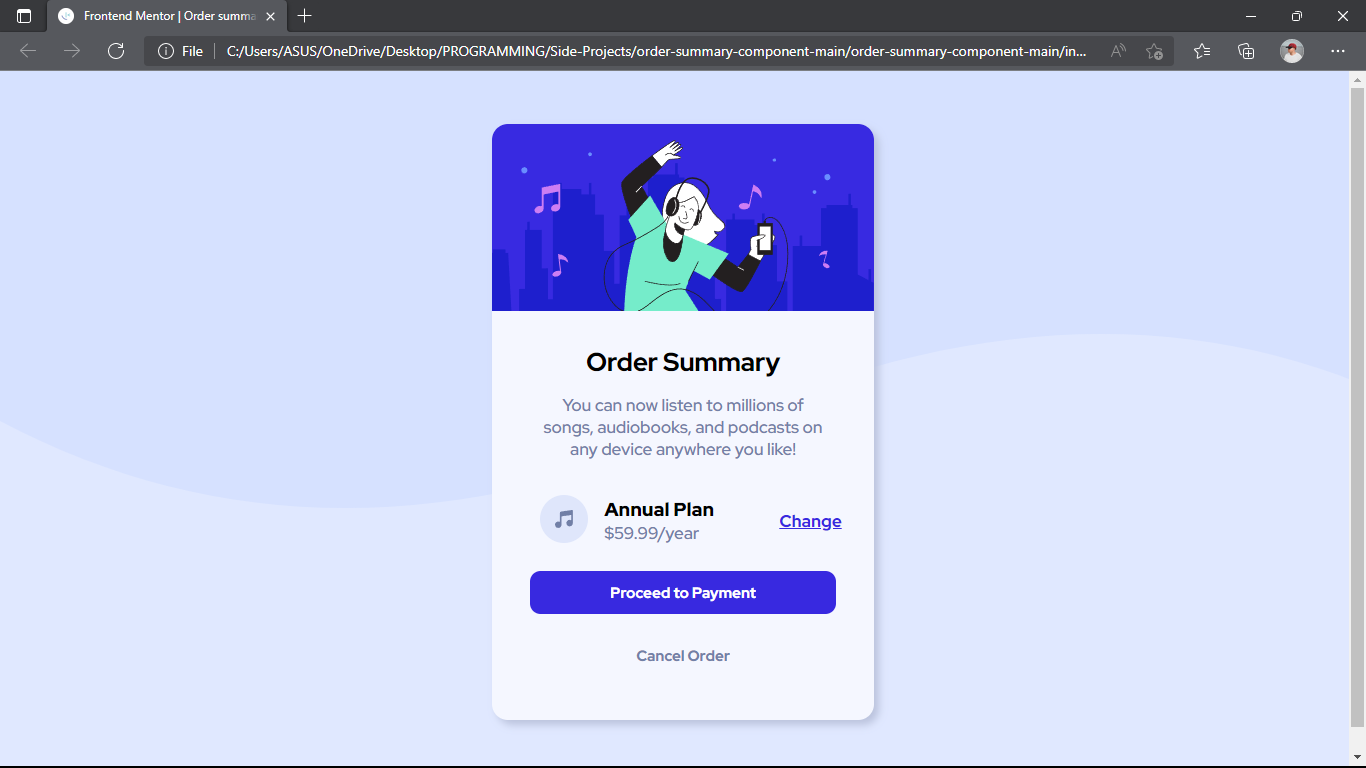 Frontend Mentor | Order summa
File
C:/Users/ASUS/OneDrive/Desktop/PROGRAMMING/Side-Projects/order-summary-component-main/order-summary-component-main/in...
Order Summary
You can now listen to millions of
songs, audiobooks, and podcasts on
any device anywhere you like!
Annual Plan
$59.99/year
Change
Proceed to Payment
Cancel Order